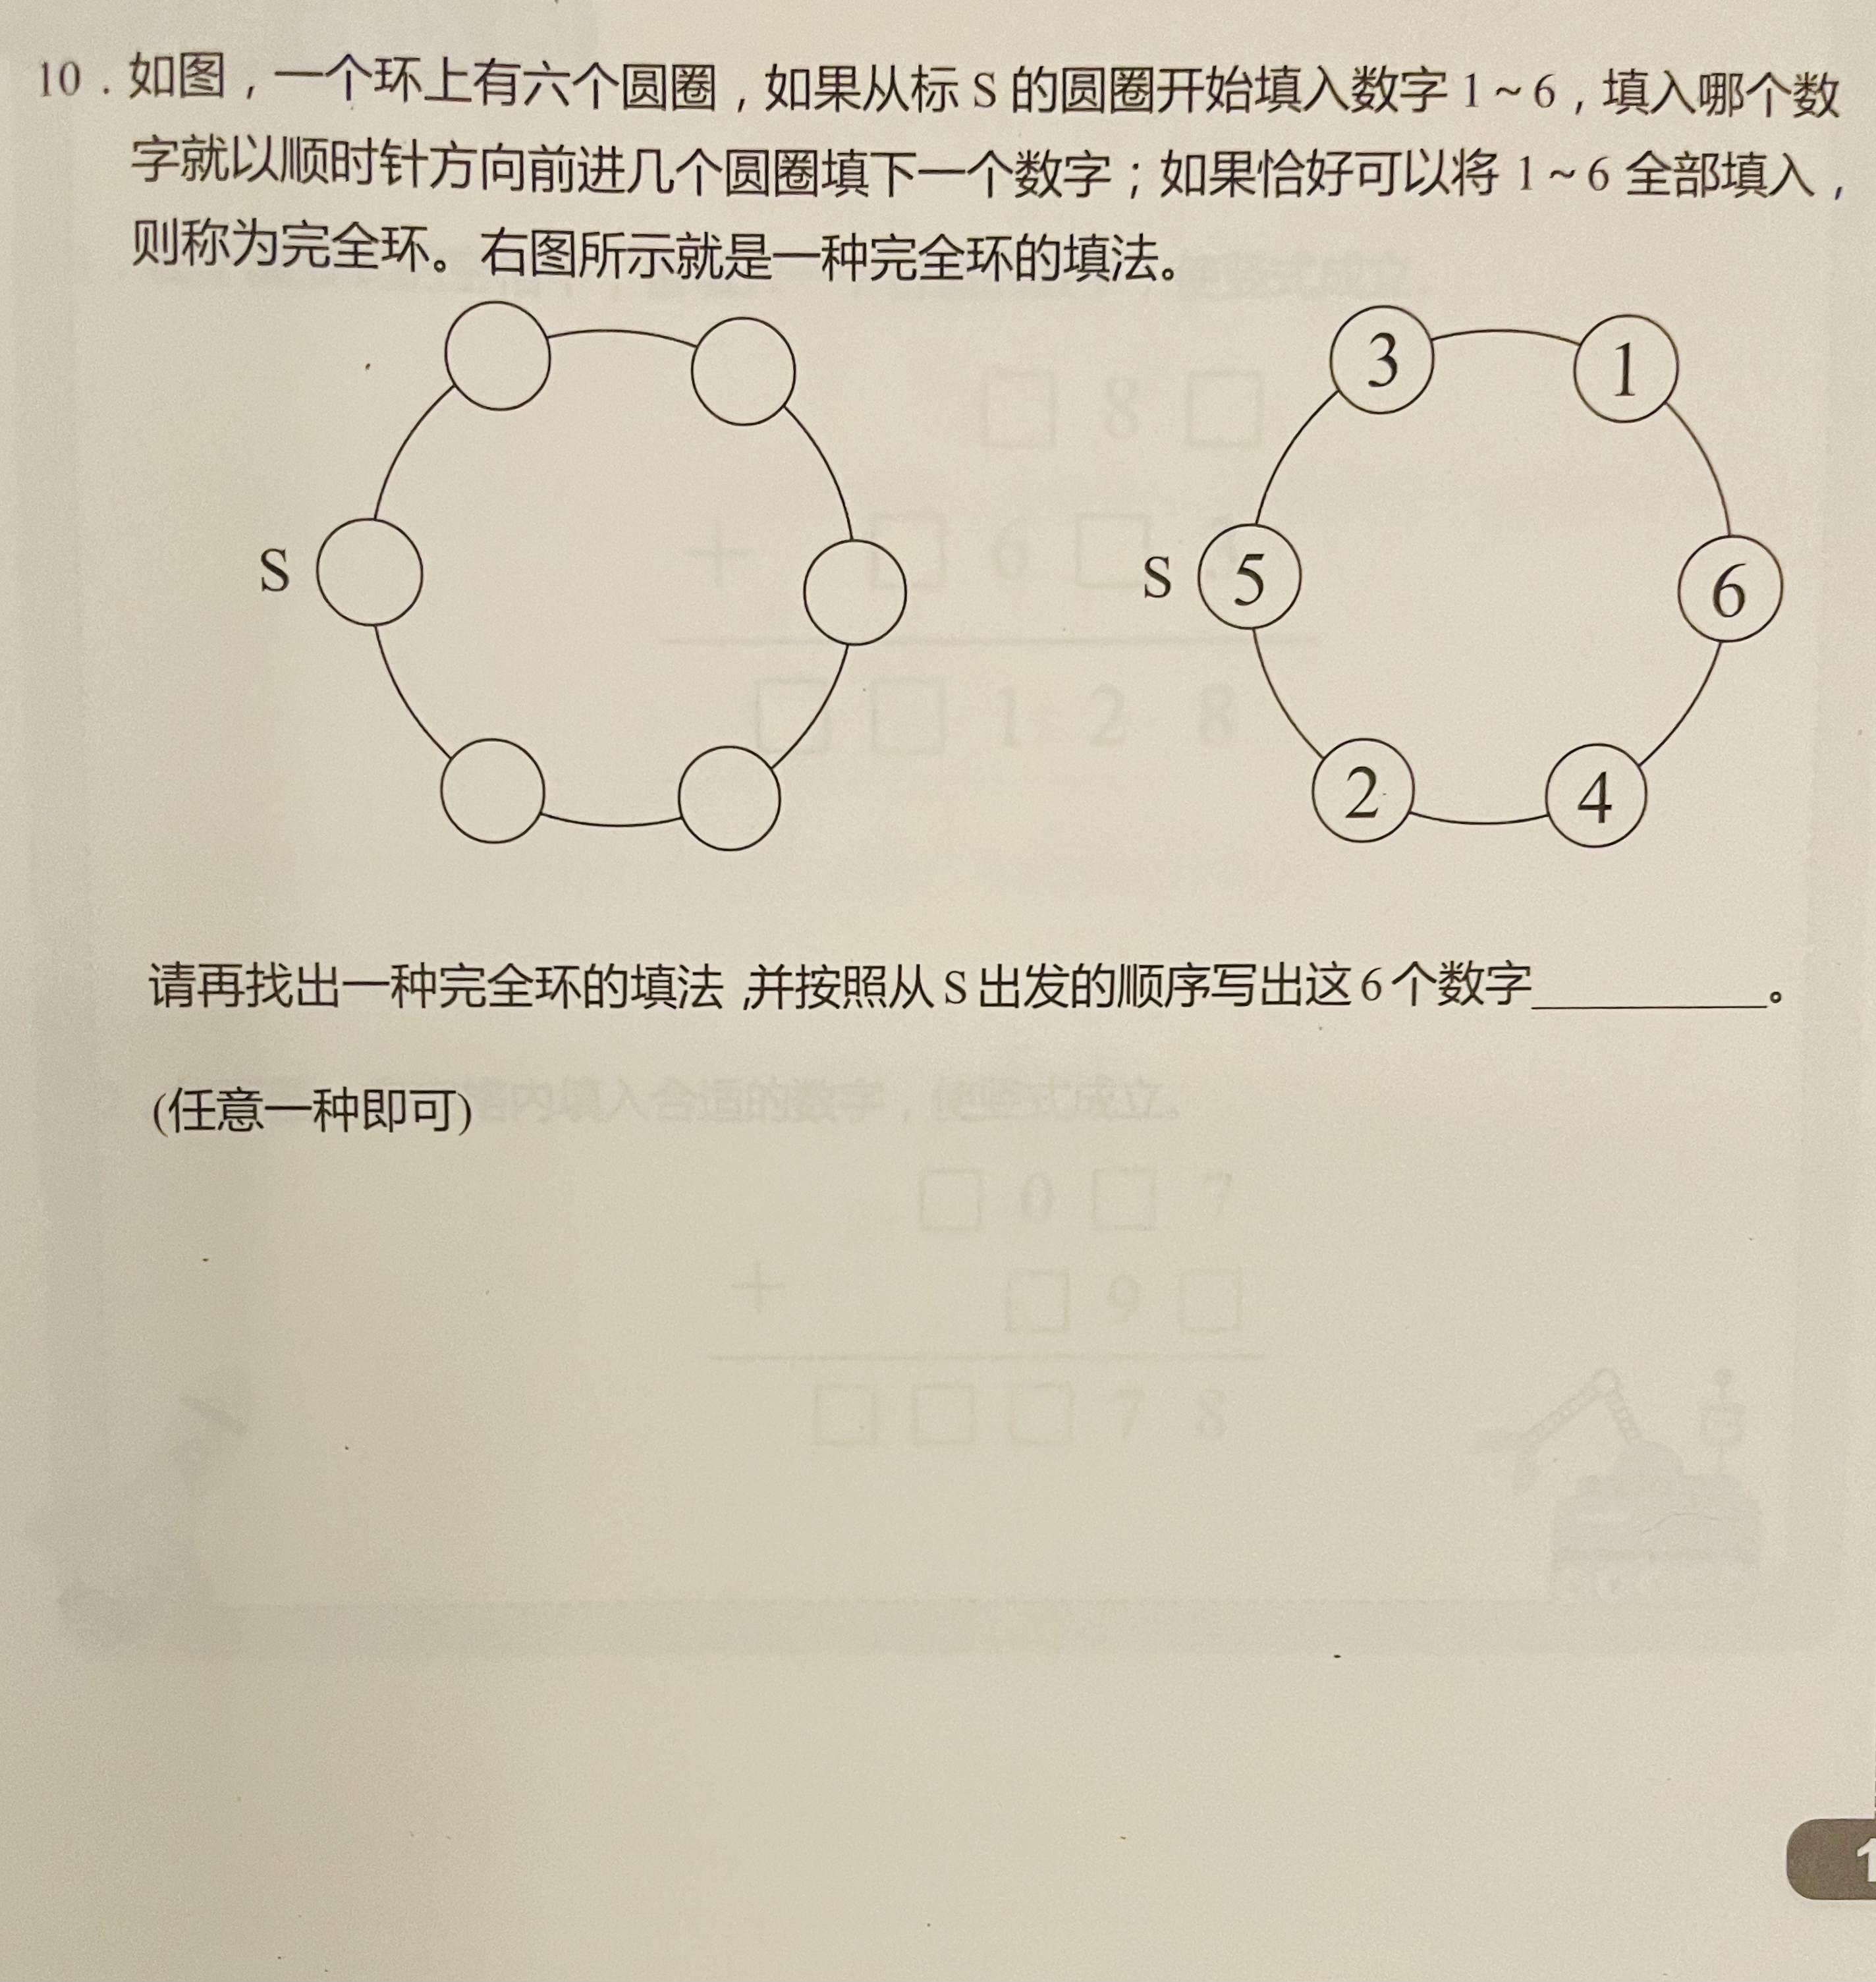 10．如图，一个环上有六个圆圈，如果从标 S 的圆圈开始填入数字 1~6，填入哪个数
字就以顺时针方向前进几个圆圈填下一个数字；如果恰好可以将 1~6 全部填入，
则称为完全环。右图所示就是一种完全环的填法。
3 1
S S 5 6
2 4
请再找出一种完全环的填法,并按照从 S 出发的顺序写出这 6 个数字__________。
(任意一种即可)
1